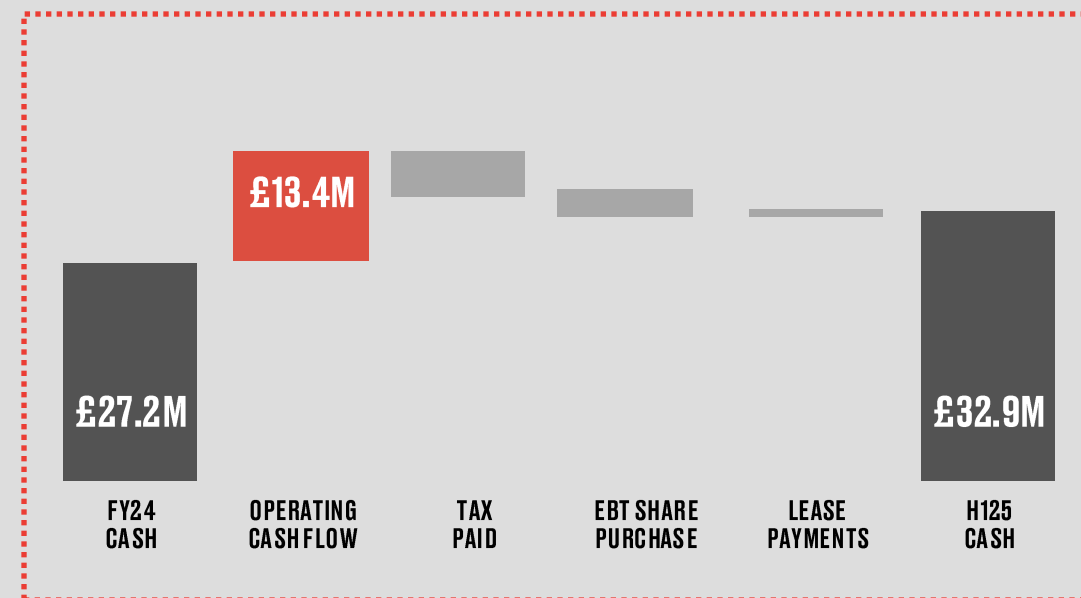 £13.4M
£27.2M
£32.9M
FY24
CASH
OPERATING
CASH FLOW
TAX
PAID
EBT SHARE
PURCHASE
LEASE
PAYMENTS
H125
CASH